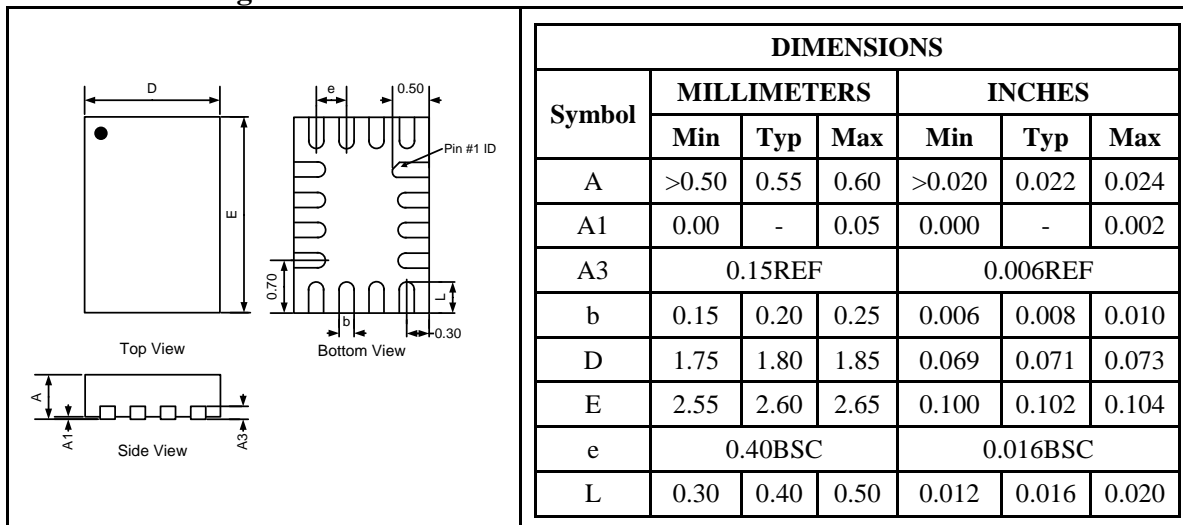 D
e
0.50
Pin #1 ID
E
0.70
L
b
0.30
Top View
Bottom View
A
A1
A3
Side View
DIMENSIONS
Symbol MILLIMETERS INCHES
Min Typ Max Min Typ Max
A >0.50 0.55 0.60 >0.020 0.022 0.024
A1 0.00 - 0.05 0.000 - 0.002
A3 0.15REF 0.006REF
b 0.15 0.20 0.25 0.006 0.008 0.010
D 1.75 1.80 1.85 0.069 0.071 0.073
E 2.55 2.60 2.65 0.100 0.102 0.104
e 0.40BSC 0.016BSC
L 0.30 0.40 0.50 0.012 0.016 0.020